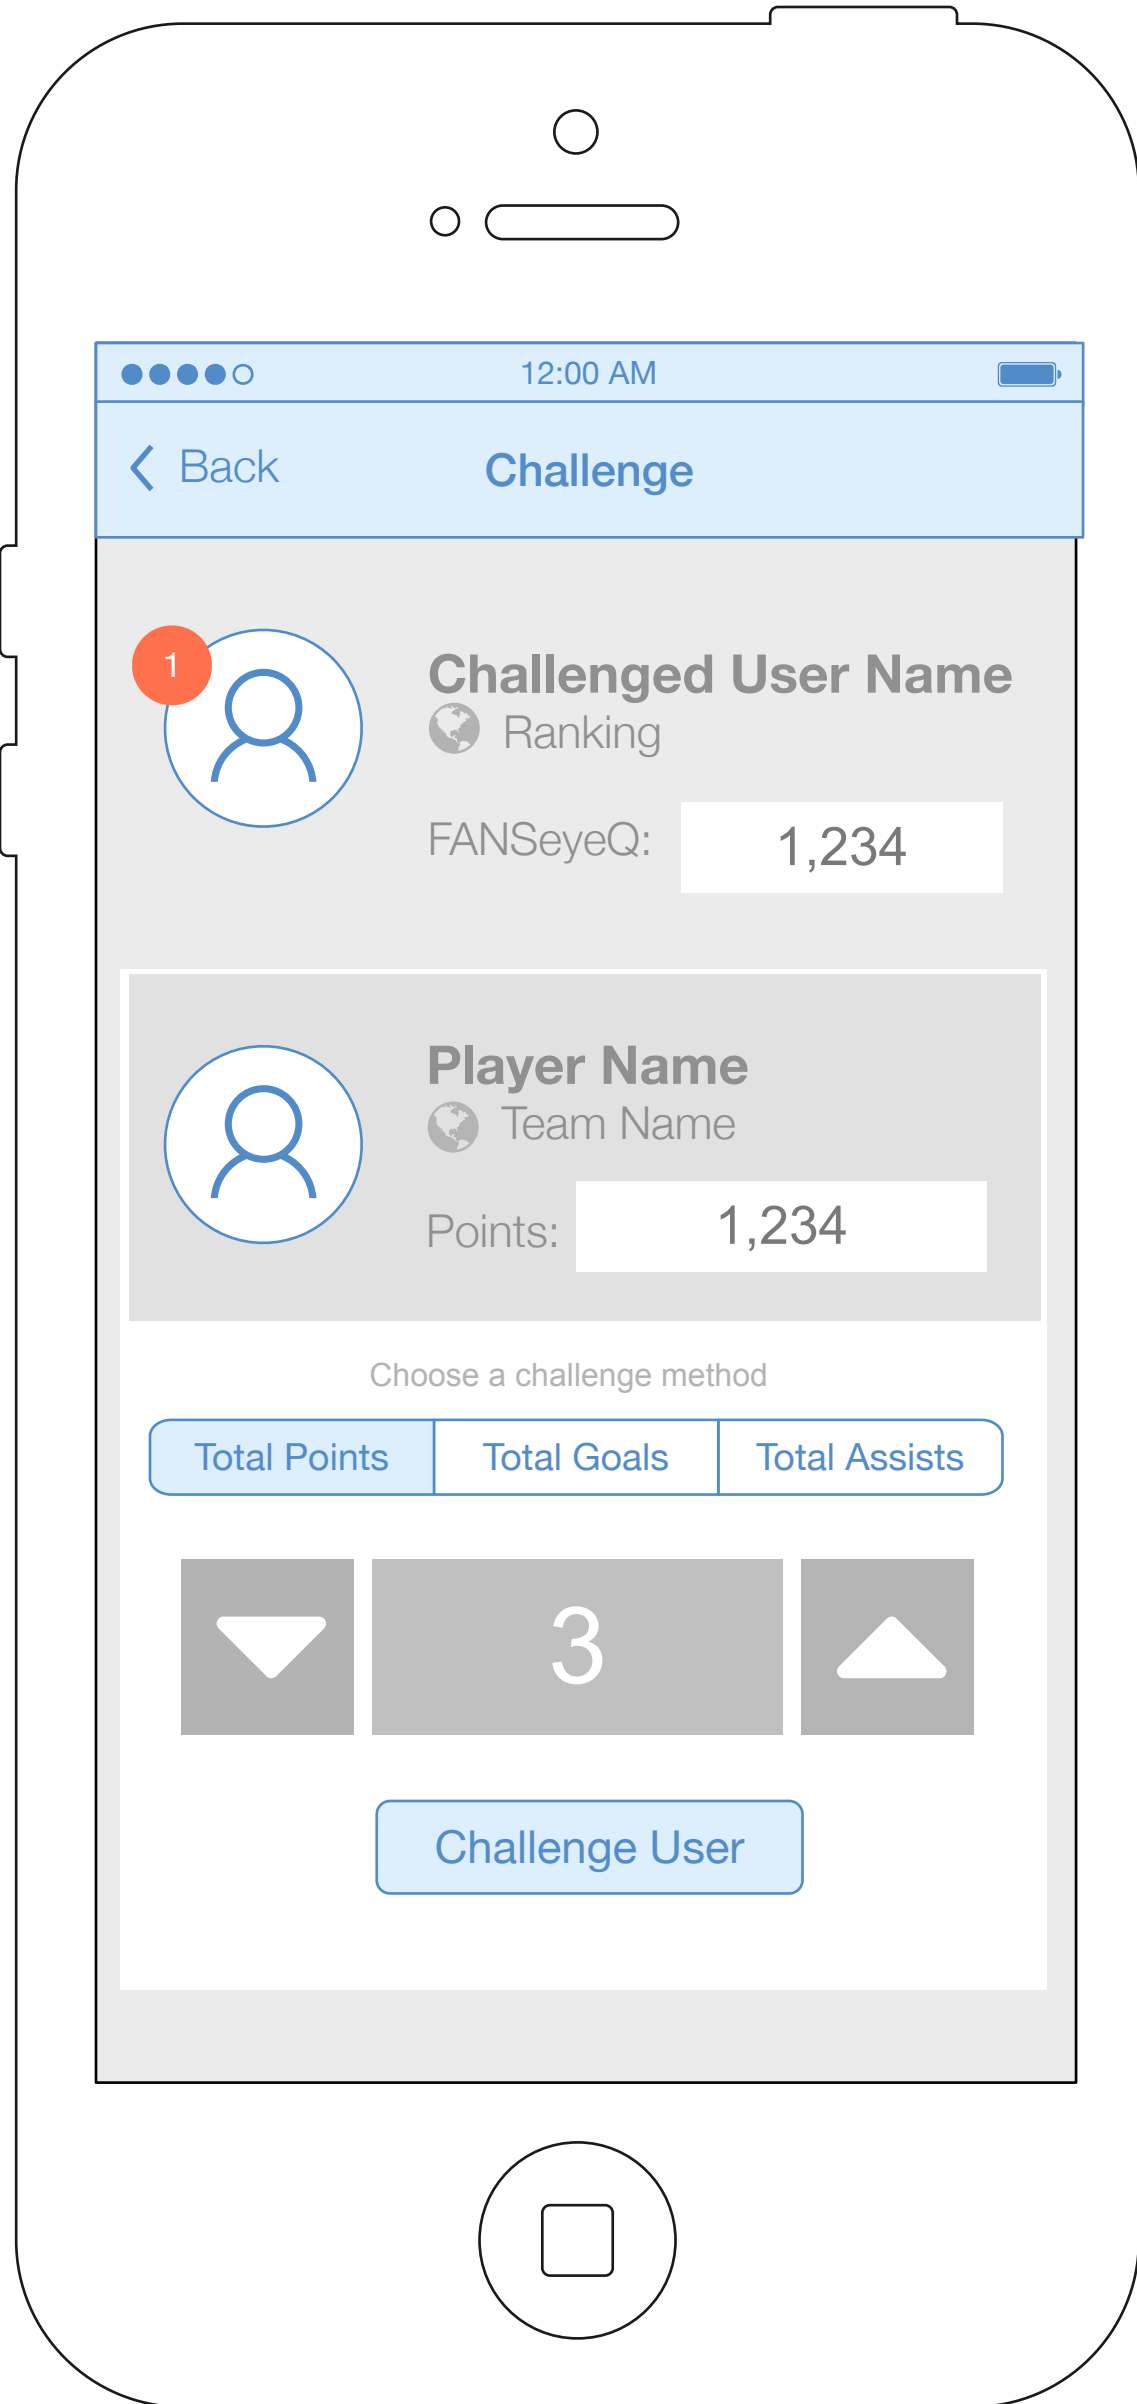 12:00 AM
Back
Challenge
1
Challenged User Name
Ranking
FANSeyeQ:
1,234
Player Name
Team Name
Points:
1,234
Choose a challenge method
Total Points
Total Goals
Total Assists
3
Challenge User